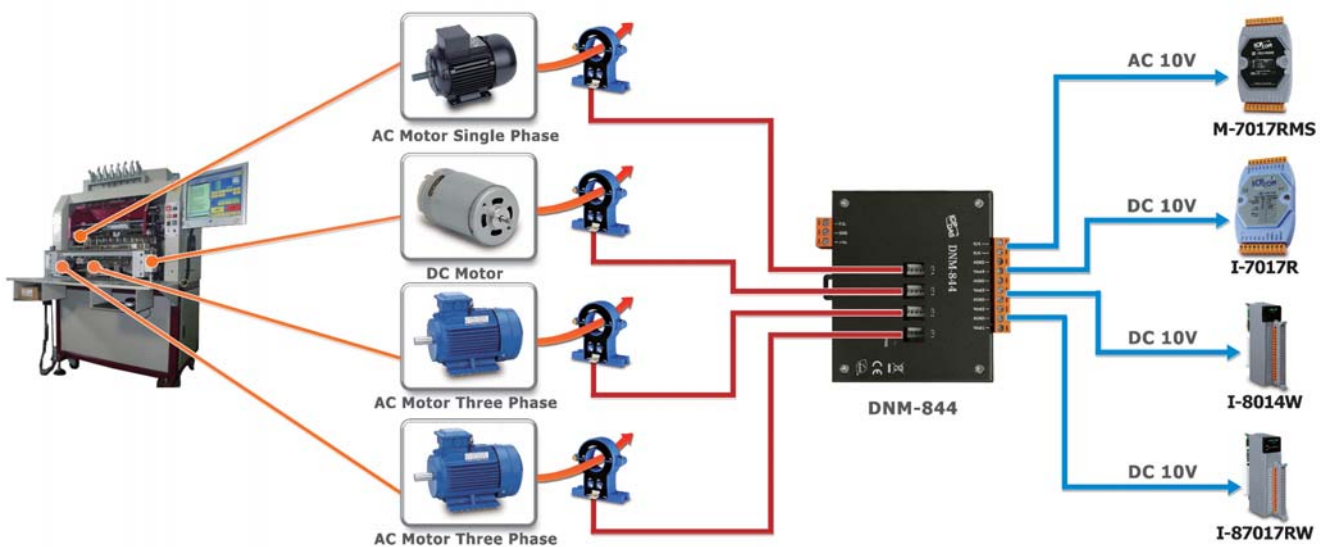 AC Motor Single Phase
DC Motor
AC Motor Three Phase
AC Motor Three Phase
DNM-844
DNM-844
AC 10V
M-7017RMS
DC 10V
I-7017R
DC 10V
I-8014W
DC 10V
I-87017RW